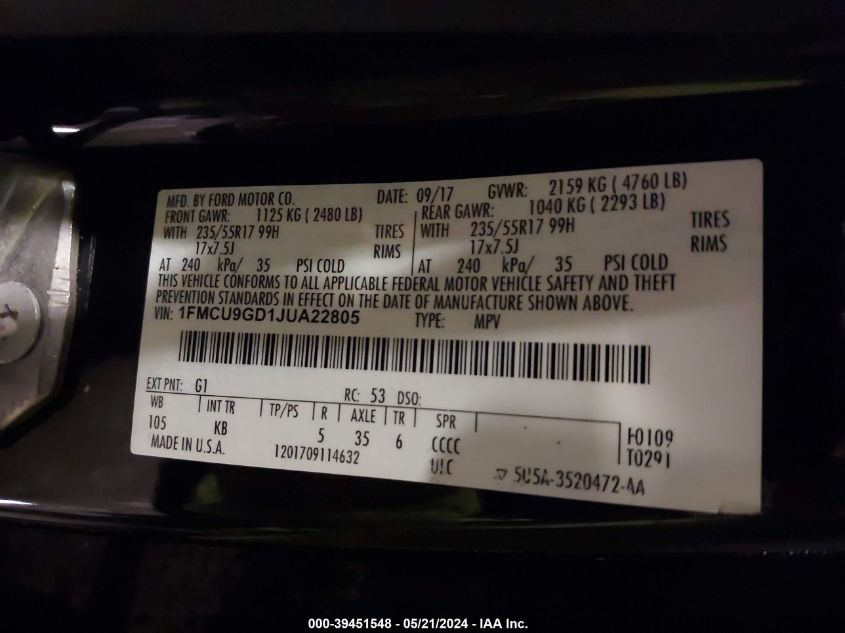 MFD. BY FORD MOTOR CO. DATE: 09/17 GVWR: 2159 KG ( 4760 LB)
FRONT GAWR: 1125 KG ( 2480 LB) REAR GAWR: 1040 KG ( 2293 LB)
WITH 235/55R17 99H TIRES WITH 235/55R17 99H TIRES
17x7.5J RIMS 17x7.5J RIMS
AT 240 kPa/ 35 PSI COLD AT 240 kPa/ 35 PSI COLD
THIS VEHICLE CONFORMS TO ALL APPLICABLE FEDERAL MOTOR VEHICLE SAFETY AND THEFT
PREVENTION STANDARDS IN EFFECT ON THE DATE OF MANUFACTURE SHOWN ABOVE.
VIN: 1FMCU9GD1JUA22805 TYPE: MPV
EXT PNT: G1 RC: 53 DSO:
WB INT TR TP/PS R AXLE TR SPR
105 KB 5 35 6 CCCC F0109
MADE IN U.S.A. 1201709114632 UIC T0291
5U5A-3520472-AA
000-39451548 - 05/21/2024 - IAA Inc.